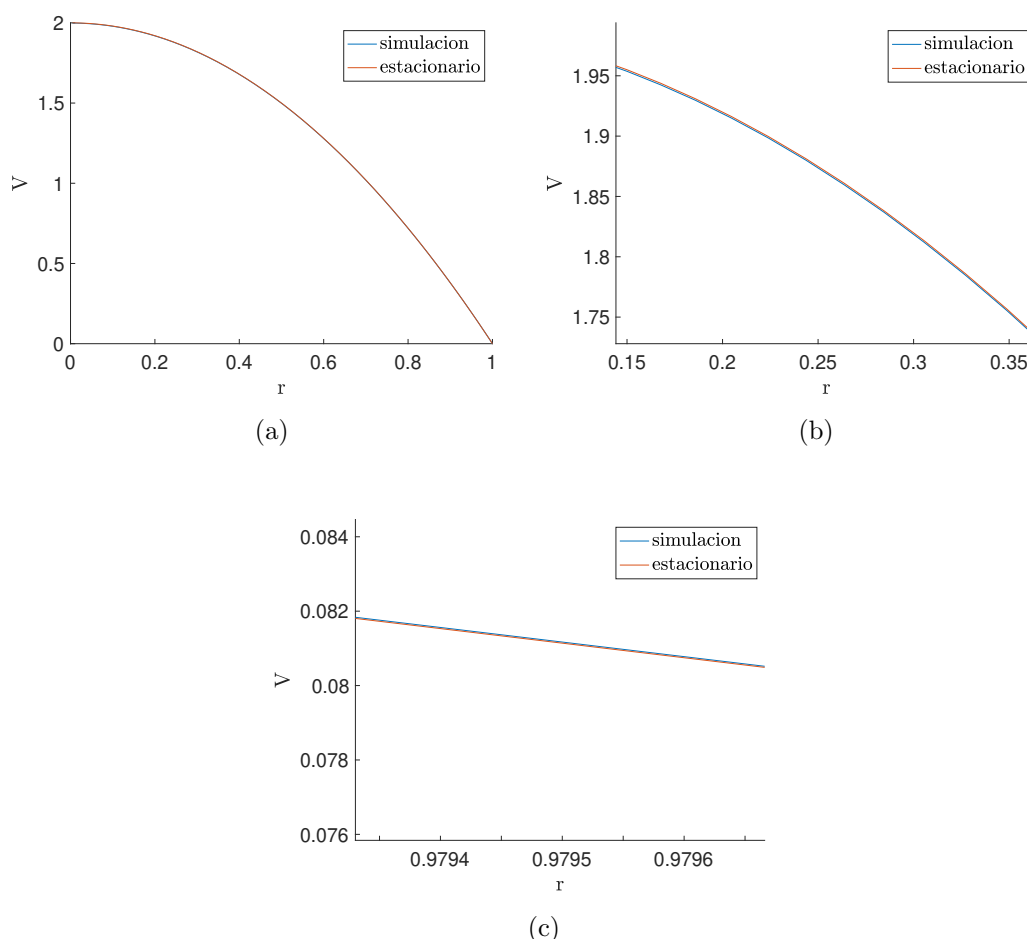 2
1.5
1
0.5
0
V
0 0.2 0.4 0.6 0.8 1
r
simulacion
estacionario
(a)
1.95
1.9
1.85
1.8
1.75
V
0.15 0.2 0.25 0.3 0.35
r
simulacion
estacionario
(b)
0.084
0.082
0.08
0.078
0.076
V
0.9794 0.9795 0.9796
r
simulacion
estacionario
(c)